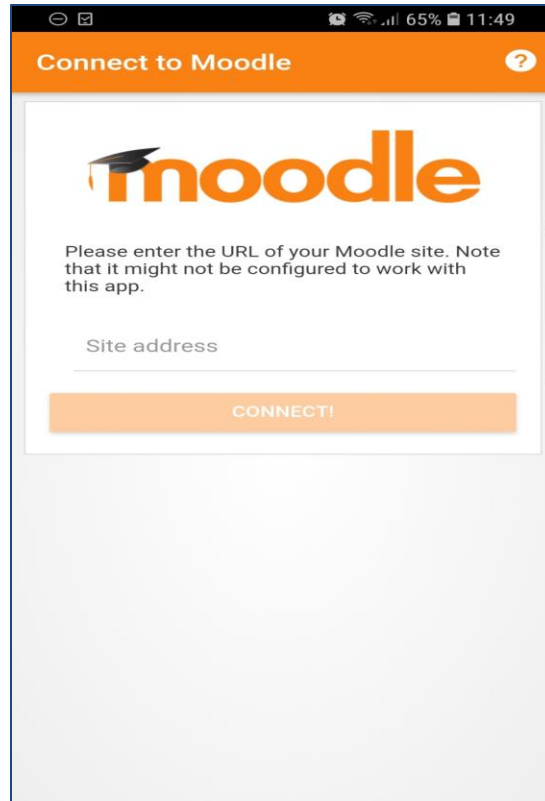 65% 11:49
Connect to Moodle ?
moodle
Please enter the URL of your Moodle site. Note
that it might not be configured to work with
this app.
Site address
CONNECT!